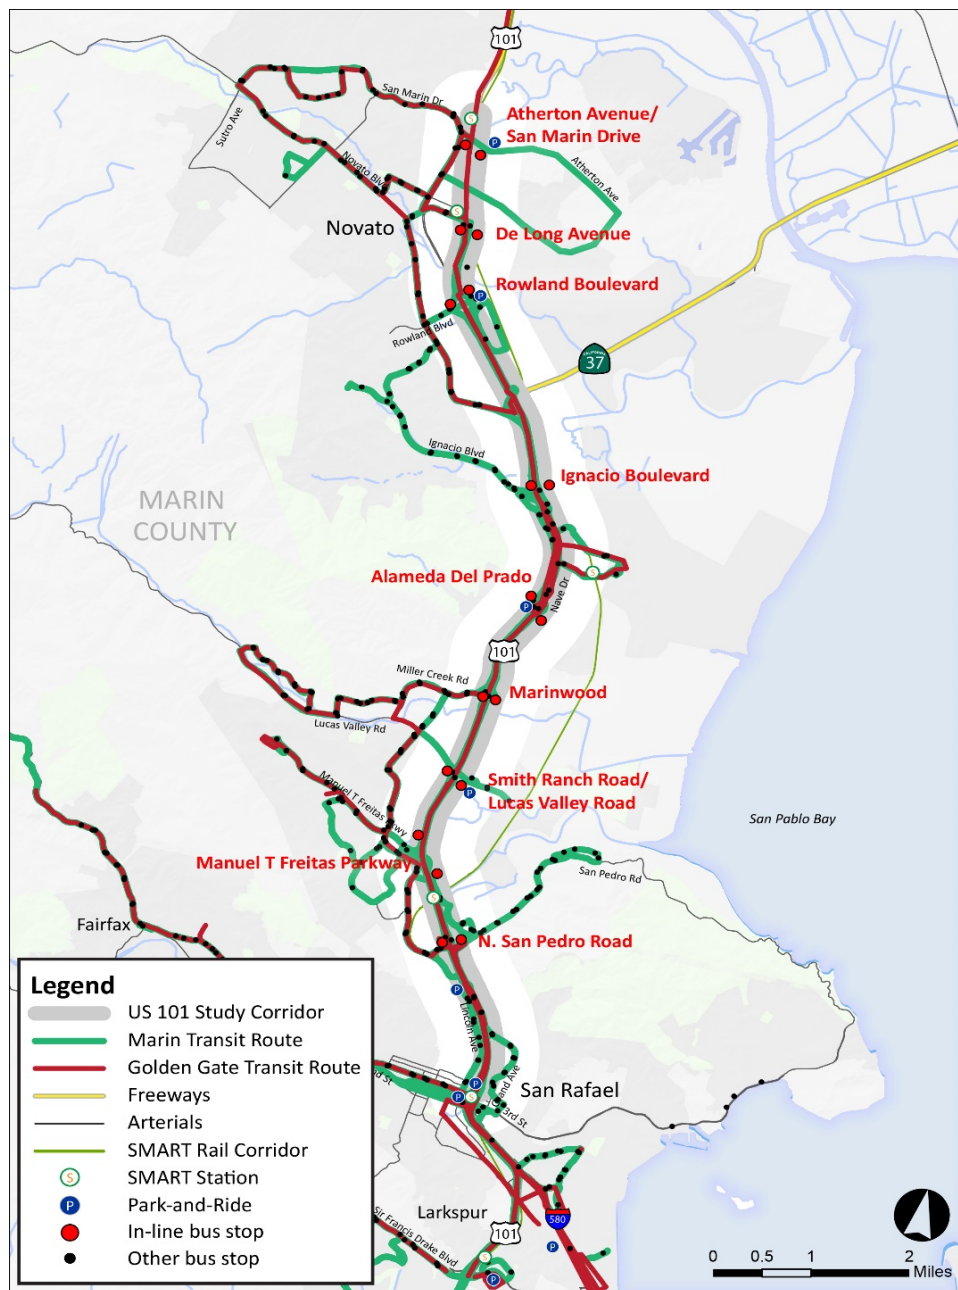 101
San Marin Dr
Atherton Avenue/
San Marin Drive
S
P
Sutro Ave
Atherton Ave
Novato Blvd
S
Novato
De Long Avenue
Rowland Boulevard
P
Rowland Blvd
CALIFORNIA
37
Ignacio Blvd
Ignacio Boulevard
MARIN
COUNTY
Alameda Del Prado
S
P
Nave Dr
101
Miller Creek Rd
Marinwood
Lucas Valley Rd
Smith Ranch Road/
Lucas Valley Road
P
Manuel T Freitas Pkwy
San Pablo Bay
Manuel T Freitas Parkway
San Pedro Rd
S
Fairfax
N. San Pedro Road
P
Lincoln Ave
P
P
S
San Rafael
3rd St
Larkspur
580
101
P
Sir Francis Drake Blvd
S
P
Legend
US 101 Study Corridor
Marin Transit Route
Golden Gate Transit Route
Freeways
Arterials
SMART Rail Corridor
S SMART Station
P Park-and-Ride
In-line bus stop
Other bus stop
0 0.5 1 2
Miles